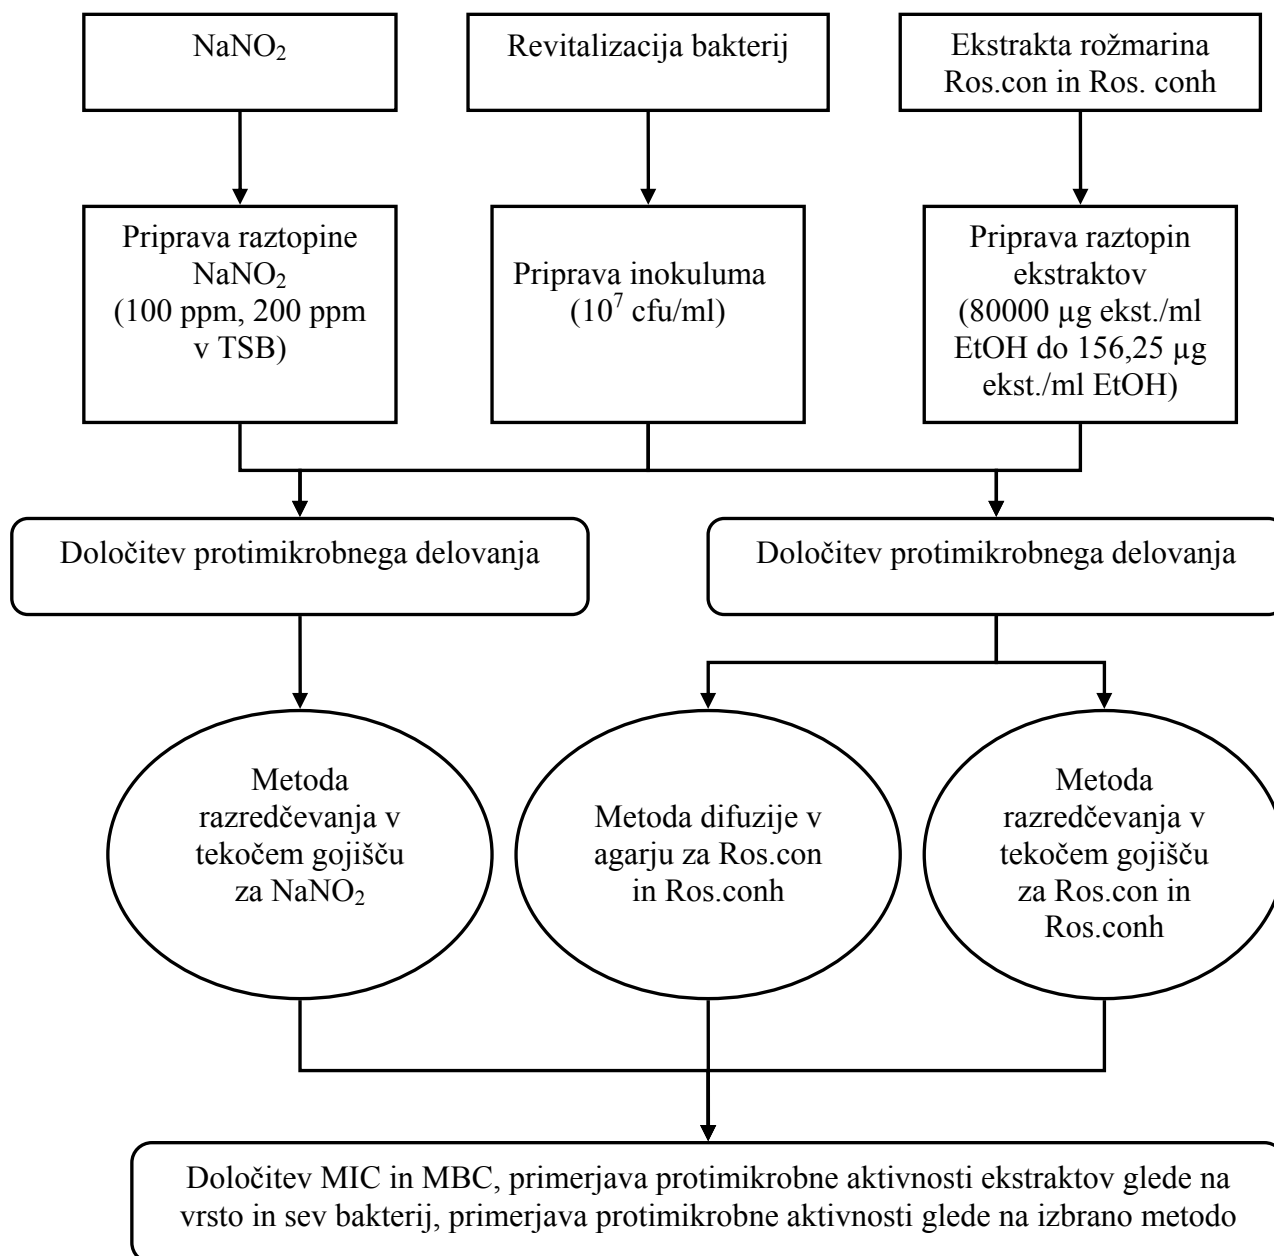 NaNO₂
Revitalizacija bakterij
Ekstrakta rožmarina
Ros.con in Ros. conh
Priprava raztopine
NaNO₂
(100 ppm, 200 ppm
v TSB)
Priprava inokuluma
(10⁷ cfu/ml)
Priprava raztopin
ekstraktov
(80000 µg ekst./ml
EtOH do 156,25 µg
ekst./ml EtOH)
Določitev protimikrobnega delovanja
Določitev protimikrobnega delovanja
Metoda
razredčevanja v
tekočem gojišču
za NaNO₂
Metoda difuzije v
agarju za Ros.con
in Ros.conh
Metoda
razredčevanja v
tekočem gojišču
za Ros.con in
Ros.conh
Določitev MIC in MBC, primerjava protimikrobne aktivnosti ekstraktov glede na
vrsto in sev bakterij, primerjava protimikrobne aktivnosti glede na izbrano metodo